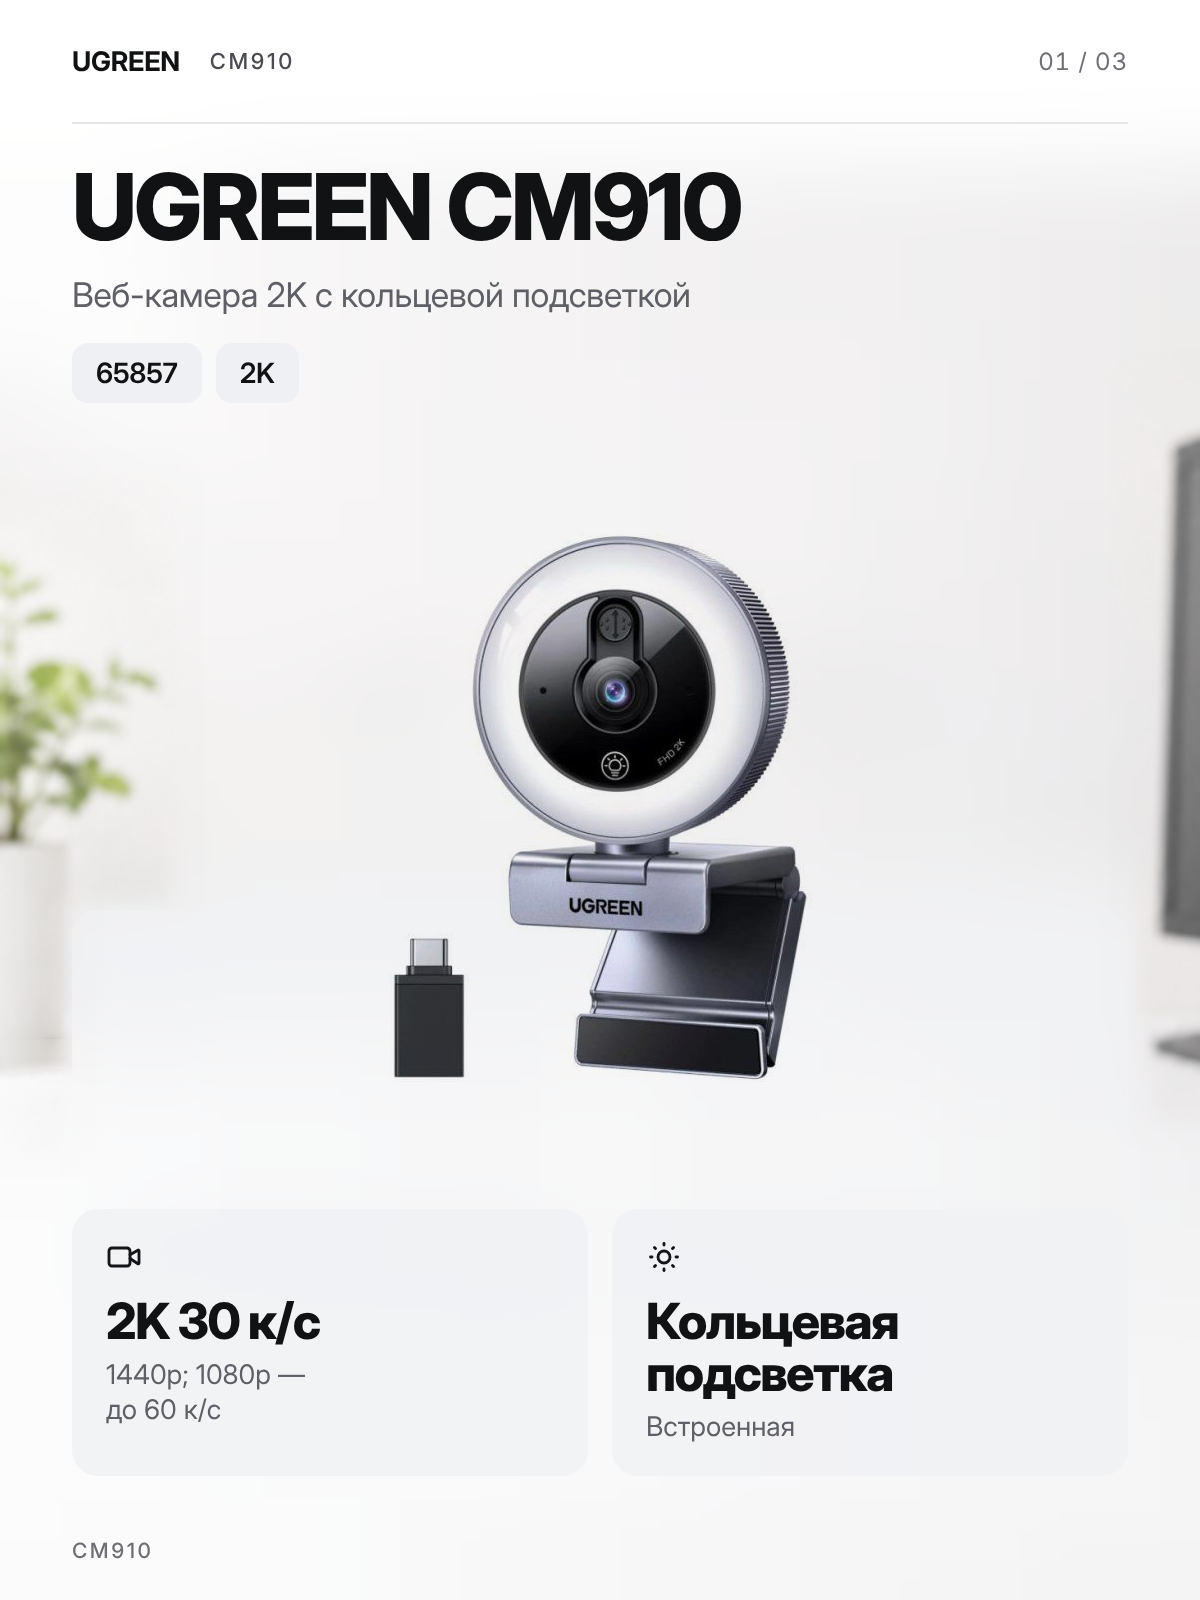 UGREEN CM910 01 / 03
UGREEN CM910
Веб-камера 2K с кольцевой подсветкой
65857 2K
FHD 2K
UGREEN
2K 30 к/с
1440p; 1080p —
до 60 к/с
Кольцевая
подсветка
Встроенная
CM910